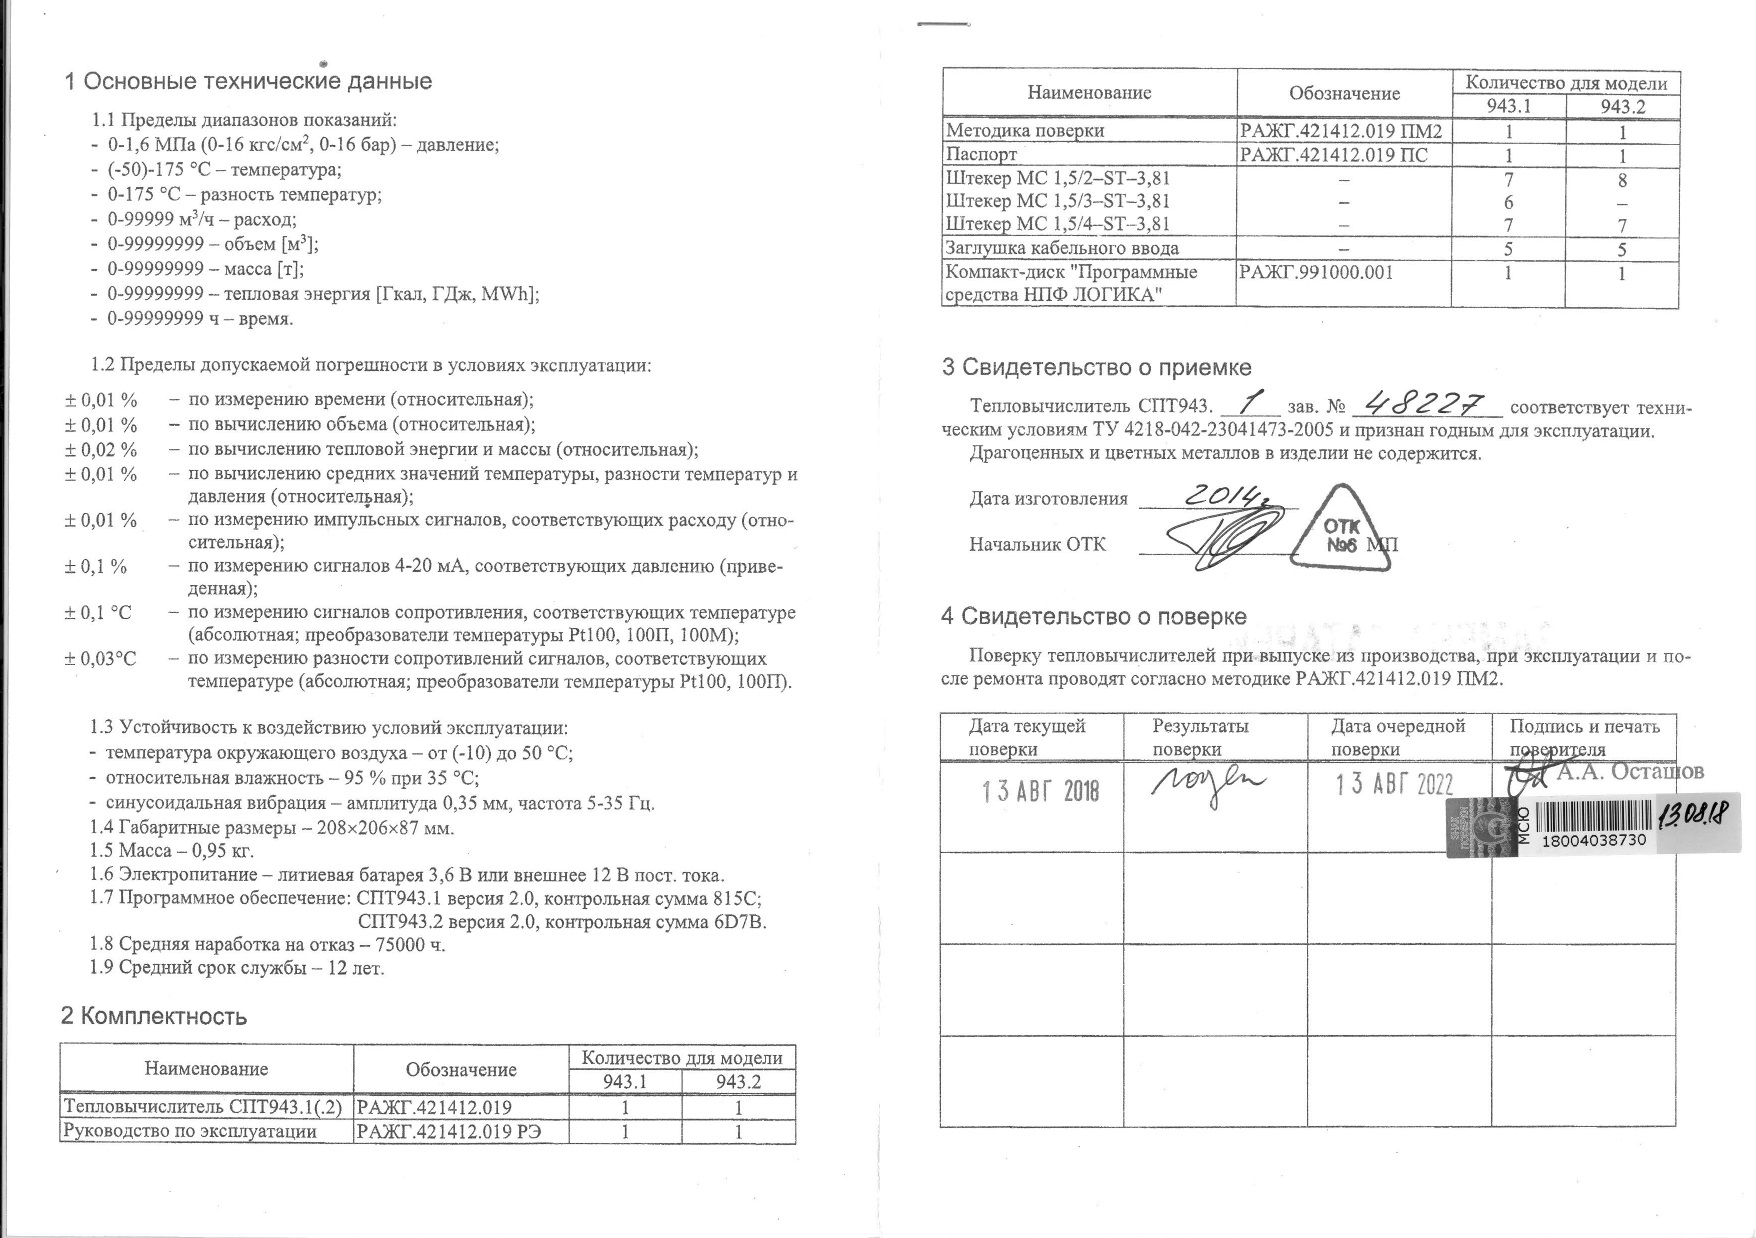 1 Основные технические данные
1.1 Пределы диапазонов показаний:
- 0-1,6 МПа (0-16 кгс/см², 0-16 бар) – давление;
- (-50)-175 °С – температура;
- 0-175 °С – разность температур;
- 0-99999 м³/ч – расход;
- 0-99999999 – объем [м³];
- 0-99999999 – масса [т];
- 0-99999999 – тепловая энергия [Гкал, ГДж, MWh];
- 0-99999999 ч – время.
1.2 Пределы допускаемой погрешности в условиях эксплуатации:
± 0,01 % – по измерению времени (относительная);
± 0,01 % – по вычислению объема (относительная);
± 0,02 % – по вычислению тепловой энергии и массы (относительная);
± 0,01 % – по вычислению средних значений температуры, разности температур и
давления (относительная);
± 0,01 % – по измерению импульсных сигналов, соответствующих расходу (отно-
сительная);
± 0,1 % – по измерению сигналов 4-20 мА, соответствующих давлению (приве-
денная);
± 0,1 °С – по измерению сигналов сопротивления, соответствующих температуре
(абсолютная; преобразователи температуры Pt100, 100П, 100М);
± 0,03°С – по измерению разности сопротивлений сигналов, соответствующих
температуре (абсолютная; преобразователи температуры Pt100, 100П).
1.3 Устойчивость к воздействию условий эксплуатации:
- температура окружающего воздуха – от (-10) до 50 °С;
- относительная влажность – 95 % при 35 °С;
- синусоидальная вибрация – амплитуда 0,35 мм, частота 5-35 Гц.
1.4 Габаритные размеры – 208×206×87 мм.
1.5 Масса – 0,95 кг.
1.6 Электропитание – литиевая батарея 3,6 В или внешнее 12 В пост. тока.
1.7 Программное обеспечение: СПТ943.1 версия 2.0, контрольная сумма 815C;
СПТ943.2 версия 2.0, контрольная сумма 6D7B.
1.8 Средняя наработка на отказ – 75000 ч.
1.9 Средний срок службы – 12 лет.
2 Комплектность
Наименование Обозначение Количество для модели
943.1 943.2
Тепловычислитель СПТ943.1(.2) РАЖГ.421412.019 1 1
Руководство по эксплуатации РАЖГ.421412.019 РЭ 1 1
Наименование Обозначение Количество для модели
943.1 943.2
Методика поверки РАЖГ.421412.019 ПМ2 1 1
Паспорт РАЖГ.421412.019 ПС 1 1
Штекер МС 1,5/2–ST–3,81 – 7 8
Штекер МС 1,5/3–ST–3,81 – 6 –
Штекер МС 1,5/4–ST–3,81 – 7 7
Заглушка кабельного ввода – 5 5
Компакт-диск "Программные РАЖГ.991000.001 1 1
средства НПФ ЛОГИКА"
3 Свидетельство о приемке
Тепловычислитель СПТ943. 1 зав. № 48227 соответствует техни-
ческим условиям ТУ 4218-042-23041473-2005 и признан годным для эксплуатации.
Драгоценных и цветных металлов в изделии не содержится.
Дата изготовления 2014г.
ОТК
Начальник ОТК №6 МП
4 Свидетельство о поверке
Поверку тепловычислителей при выпуске из производства, при эксплуатации и по-
сле ремонта проводят согласно методике РАЖГ.421412.019 ПМ2.
Дата текущей Результаты Дата очередной Подпись и печать
поверки поверки поверки поверителя
13 АВГ 2018 годен 13 АВГ 2022 А.А. Осташов
МСЮ 13.08.18
18004038730